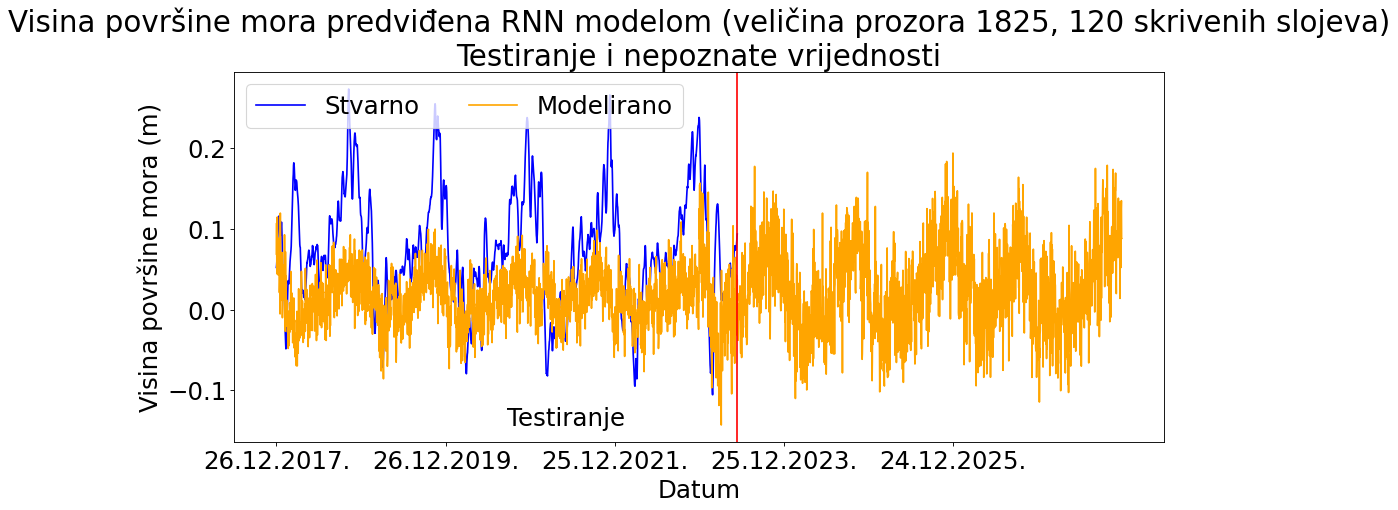 Visina površine mora predviđena RNN modelom (veličina prozora 1825, 120 skrivenih slojeva)
Testiranje i nepoznate vrijednosti
Stvarno
Modelirano
Visina površine mora (m)
0.2
0.1
0.0
−0.1
Testiranje
26.12.2017.
26.12.2019.
25.12.2021.
25.12.2023.
24.12.2025.
Datum